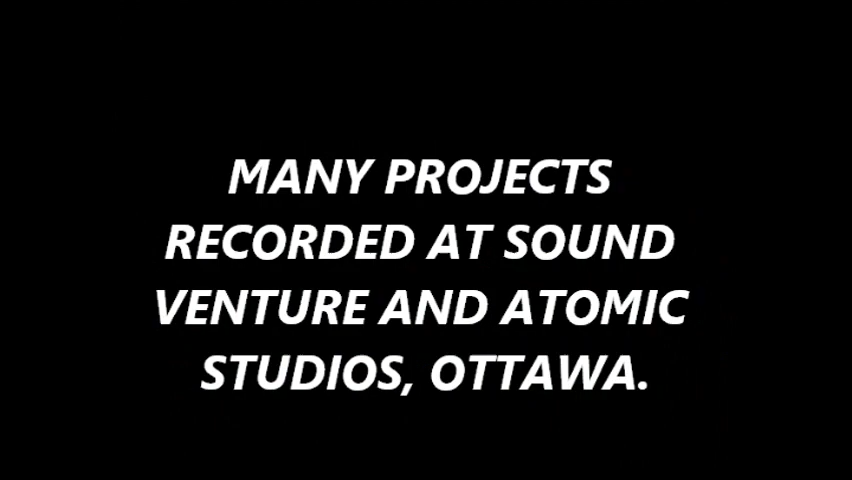 MANY PROJECTS
RECORDED AT SOUND
VENTURE AND ATOMIC
STUDIOS, OTTAWA.